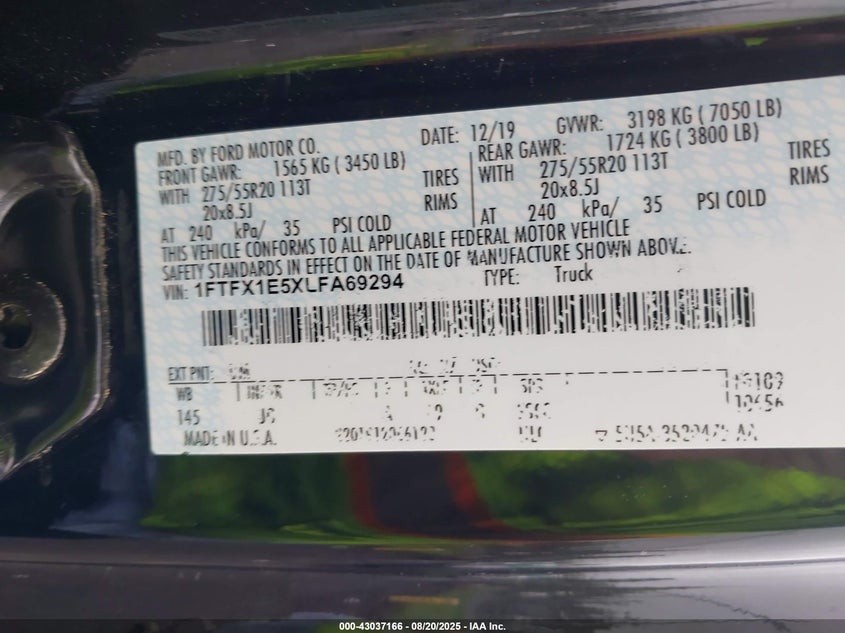 MFD. BY FORD MOTOR CO. DATE: 12/19 GVWR: 3198 KG ( 7050 LB)
FRONT GAWR: 1565 KG ( 3450 LB) REAR GAWR: 1724 KG ( 3800 LB)
WITH 275/55R20 113T TIRES WITH 275/55R20 113T TIRES
20x8.5J RIMS 20x8.5J RIMS
AT 240 kPa/ 35 PSI COLD AT 240 kPa/ 35 PSI COLD
THIS VEHICLE CONFORMS TO ALL APPLICABLE FEDERAL MOTOR VEHICLE
SAFETY STANDARDS IN EFFECT ON THE DATE OF MANUFACTURE SHOWN ABOVE.
VIN: 1FTFX1E5XLFA69294 TYPE: Truck
EXT PNT:
WB
145
MADE IN U.S.A.
000-43037166 - 08/20/2025 - IAA Inc.